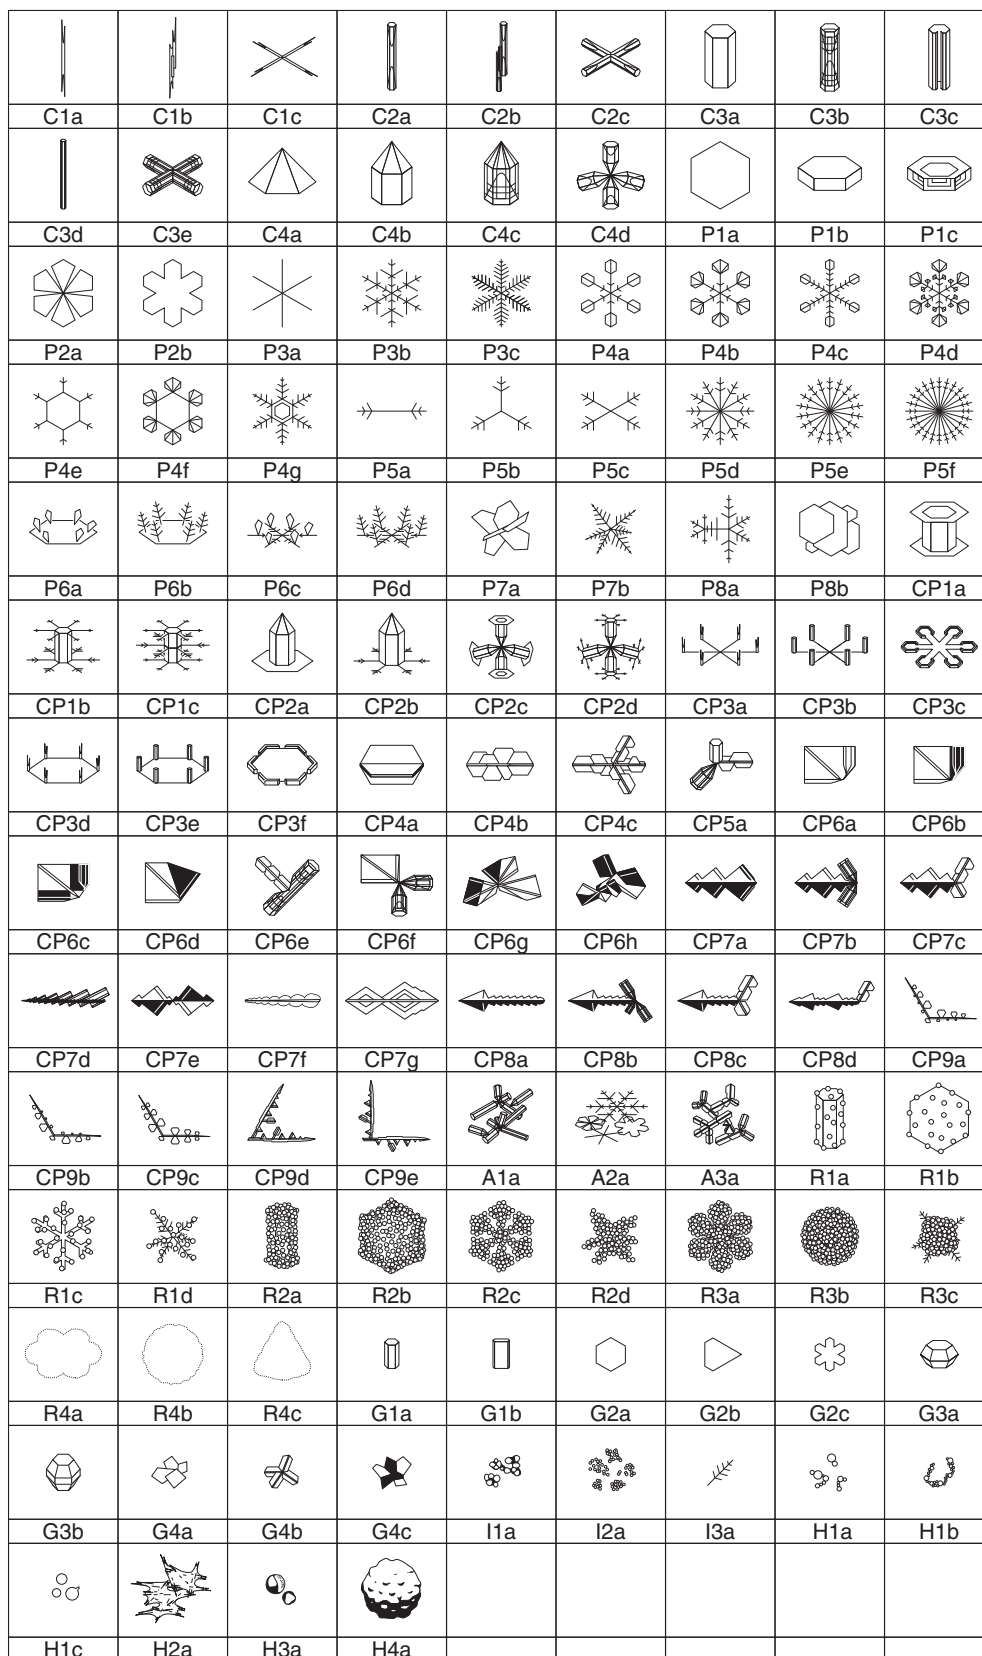 C1a C1b C1c C2a C2b C2c C3a C3b C3c
C3d C3e C4a C4b C4c C4d P1a P1b P1c
P2a P2b P3a P3b P3c P4a P4b P4c P4d
P4e P4f P4g P5a P5b P5c P5d P5e P5f
P6a P6b P6c P6d P7a P7b P8a P8b CP1a
CP1b CP1c CP2a CP2b CP2c CP2d CP3a CP3b CP3c
CP3d CP3e CP3f CP4a CP4b CP4c CP5a CP6a CP6b
CP6c CP6d CP6e CP6f CP6g CP6h CP7a CP7b CP7c
CP7d CP7e CP7f CP7g CP8a CP8b CP8c CP8d CP9a
CP9b CP9c CP9d CP9e A1a A2a A3a R1a R1b
R1c R1d R2a R2b R2c R2d R3a R3b R3c
R4a R4b R4c G1a G1b G2a G2b G2c G3a
G3b G4a G4b G4c I1a I2a I3a H1a H1b
H1c H2a H3a H4a